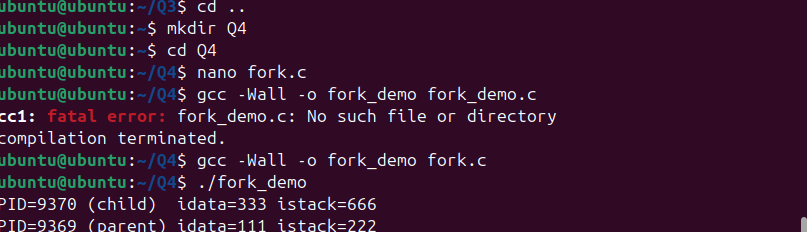 ubuntu@ubuntu:~/Q3$ cd ..
ubuntu@ubuntu:~$ mkdir Q4
ubuntu@ubuntu:~$ cd Q4
ubuntu@ubuntu:~/Q4$ nano fork.c
ubuntu@ubuntu:~/Q4$ gcc -Wall -o fork_demo fork_demo.c
cc1: fatal error: fork_demo.c: No such file or directory
compilation terminated.
ubuntu@ubuntu:~/Q4$ gcc -Wall -o fork_demo fork.c
ubuntu@ubuntu:~/Q4$ ./fork_demo
PID=9370 (child)  idata=333 istack=666
PID=9369 (parent) idata=111 istack=222